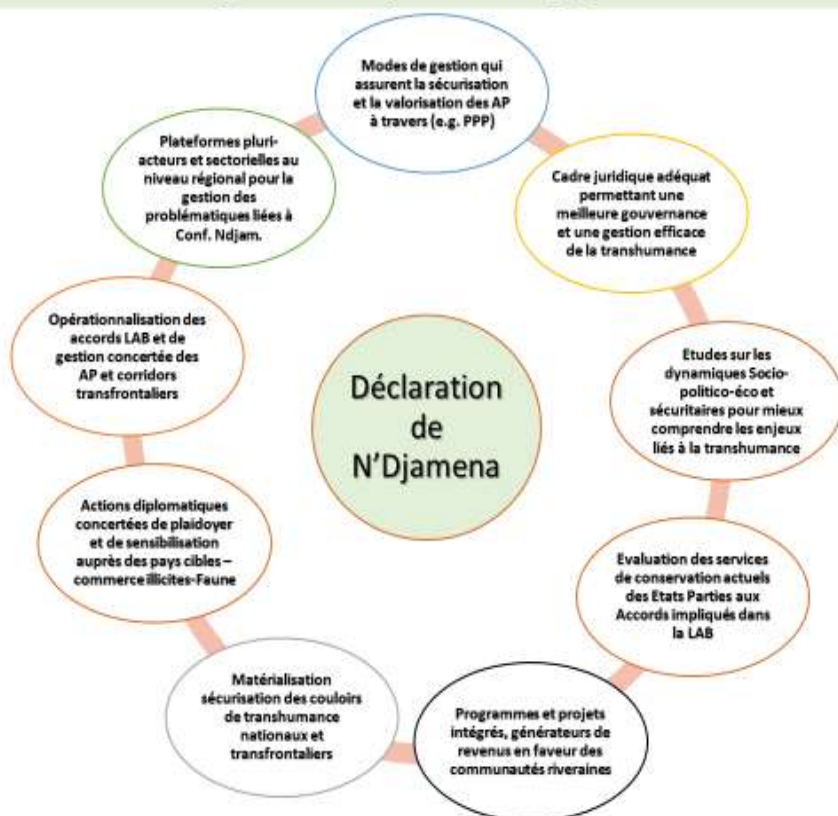 Modes de gestion qui
assurent la sécurisation
et la valorisation des AP
à travers (e.g. PPP)
Cadre juridique adéquat
permettant une
meilleure gouvernance
et une gestion efficace
de la transhumance
Etudes sur les
dynamiques Socio-
politico-éco et
sécuritaires pour mieux
comprendre les enjeux
liés à la transhumance
Evaluation des services
de conservation actuels
des Etats Parties aux
Accords impliqués dans
la LAB
Programmes et projets
intégrés, générateurs de
revenus en faveur des
communautés riveraines
Matérialisation
sécurisation des couloirs
de transhumance
nationaux et
transfrontaliers
Actions diplomatiques
concertées de plaidoyer
et de sensibilisation
auprès des pays cibles –
commerce illicites-Faune
Opérationnalisation des
accords LAB et de
gestion concertée des
AP et corridors
transfrontaliers
Plateformes pluri-
acteurs et sectorielles au
niveau régional pour la
gestion des
problématiques liées à
Conf. Ndjam.
Déclaration
de
N'Djamena